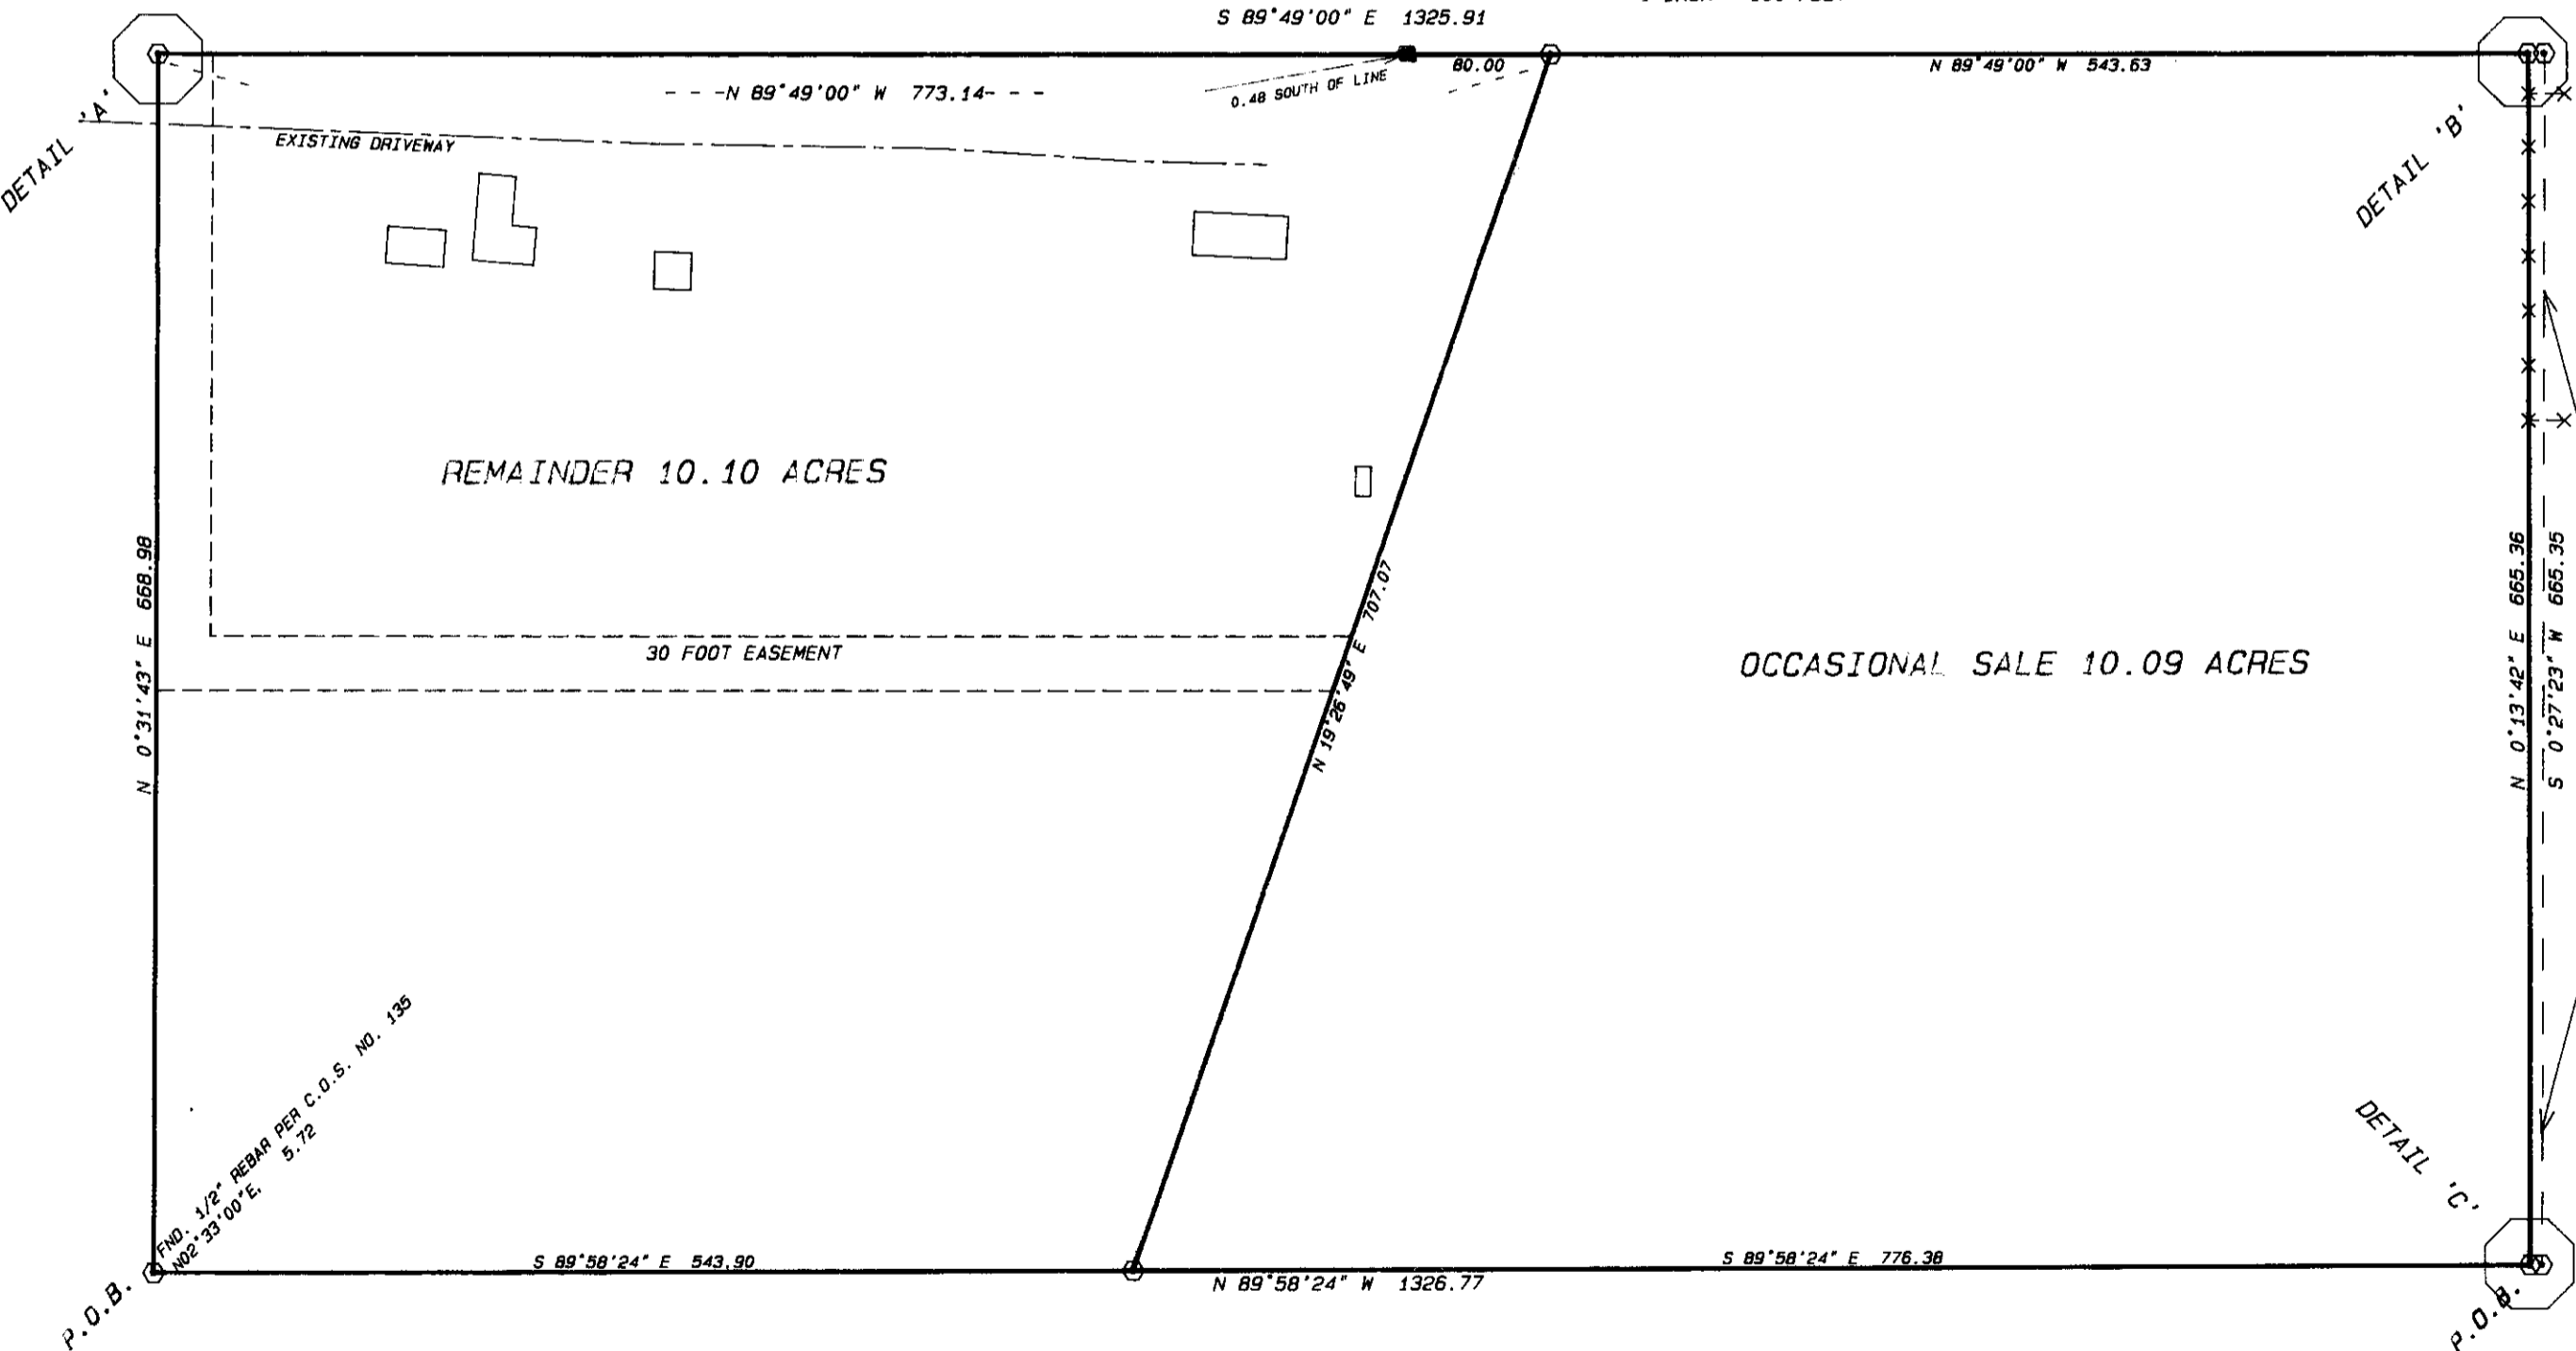 S 89°49'00" E 1325.91
80.00
N 89°49'00" W 543.63
- - -N 89°49'00" W 773.14- - -
0.48 SOUTH OF LINE
DETAIL 'A'
DETAIL 'B'
EXISTING DRIVEWAY
REMAINDER 10.10 ACRES
N 0°31'43" E 668.98
30 FOOT EASEMENT
N 19°26'49" E 707.07
OCCASIONAL SALE 10.09 ACRES
N 0°13'42" E 665.36
S 0°27'23" W 665.35
FND. 1/2" REBAR PER C.O.S. NO. 135
N02°33'00"E, 5.72
DETAIL 'C'
S 89°58'24" E 543.90
S 89°58'24" E 776.38
N 89°58'24" W 1326.77
P.O.B.
P.O.B.